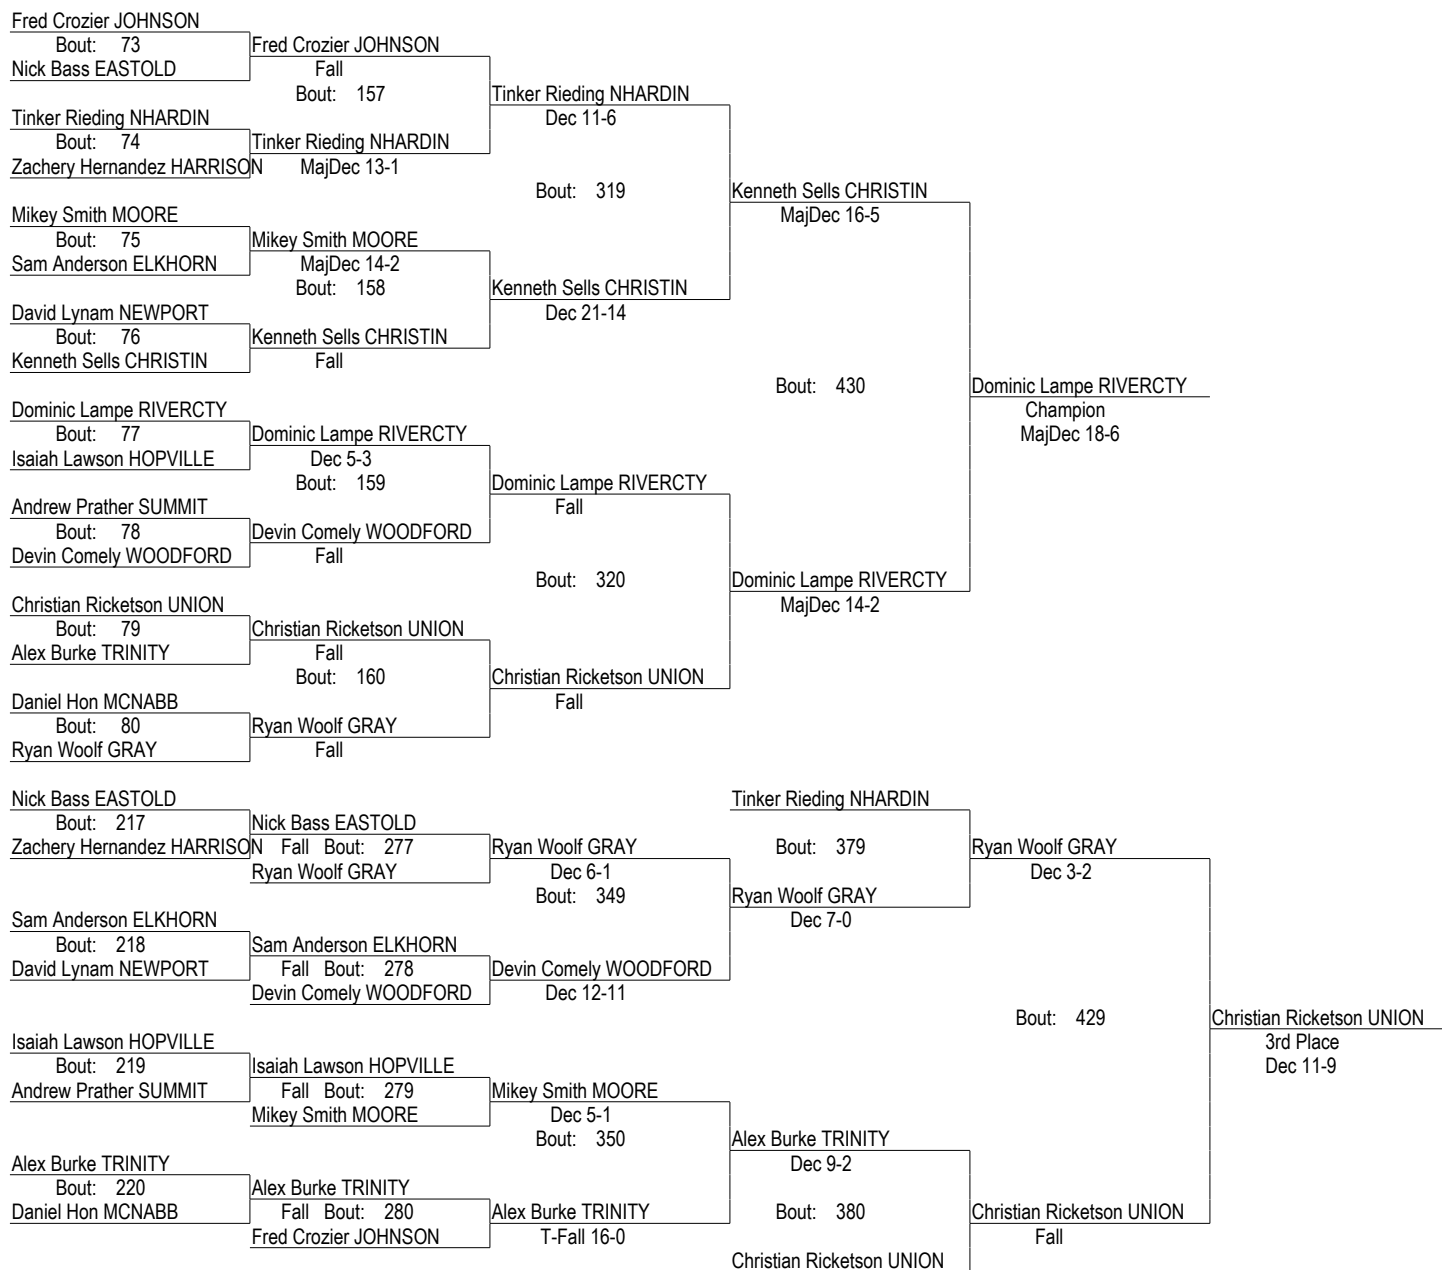 Fred Crozier JOHNSON
Bout: 73
Fred Crozier JOHNSON
Nick Bass EASTOLD
Fall
Bout: 157
Tinker Rieding NHARDIN
Tinker Rieding NHARDIN
Dec 11-6
Bout: 74
Tinker Rieding NHARDIN
Zachery Hernandez HARRISON
MajDec 13-1
Bout: 319
Kenneth Sells CHRISTIN
Mikey Smith MOORE
MajDec 16-5
Bout: 75
Mikey Smith MOORE
Sam Anderson ELKHORN
MajDec 14-2
Bout: 158
Kenneth Sells CHRISTIN
David Lynam NEWPORT
Dec 21-14
Bout: 76
Kenneth Sells CHRISTIN
Kenneth Sells CHRISTIN
Fall
Bout: 430
Dominic Lampe RIVERCTY
Dominic Lampe RIVERCTY
Champion
Bout: 77
Dominic Lampe RIVERCTY
MajDec 18-6
Isaiah Lawson HOPVILLE
Dec 5-3
Bout: 159
Dominic Lampe RIVERCTY
Andrew Prather SUMMIT
Fall
Bout: 78
Devin Comely WOODFORD
Devin Comely WOODFORD
Fall
Bout: 320
Dominic Lampe RIVERCTY
Christian Ricketson UNION
MajDec 14-2
Bout: 79
Christian Ricketson UNION
Alex Burke TRINITY
Fall
Bout: 160
Christian Ricketson UNION
Daniel Hon MCNABB
Fall
Bout: 80
Ryan Woolf GRAY
Ryan Woolf GRAY
Fall
Nick Bass EASTOLD
Tinker Rieding NHARDIN
Bout: 217
Nick Bass EASTOLD
Zachery Hernandez HARRISON
Fall Bout: 277
Ryan Woolf GRAY
Bout: 379
Ryan Woolf GRAY
Ryan Woolf GRAY
Dec 6-1
Dec 3-2
Bout: 349
Ryan Woolf GRAY
Sam Anderson ELKHORN
Dec 7-0
Bout: 218
Sam Anderson ELKHORN
David Lynam NEWPORT
Fall Bout: 278
Devin Comely WOODFORD
Devin Comely WOODFORD
Dec 12-11
Bout: 429
Christian Ricketson UNION
Isaiah Lawson HOPVILLE
3rd Place
Bout: 219
Isaiah Lawson HOPVILLE
Dec 11-9
Andrew Prather SUMMIT
Fall Bout: 279
Mikey Smith MOORE
Mikey Smith MOORE
Dec 5-1
Bout: 350
Alex Burke TRINITY
Alex Burke TRINITY
Dec 9-2
Bout: 220
Alex Burke TRINITY
Daniel Hon MCNABB
Fall Bout: 280
Alex Burke TRINITY
Bout: 380
Christian Ricketson UNION
Fred Crozier JOHNSON
T-Fall 16-0
Fall
Christian Ricketson UNION